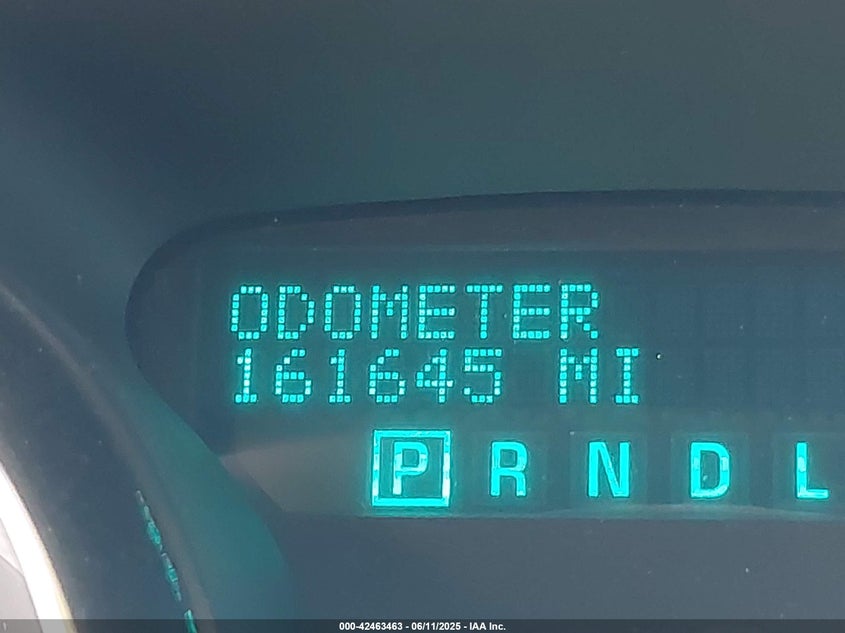 ODOMETER
161645 MI
P R N D L
000-42463463 - 06/11/2025 - IAA Inc.